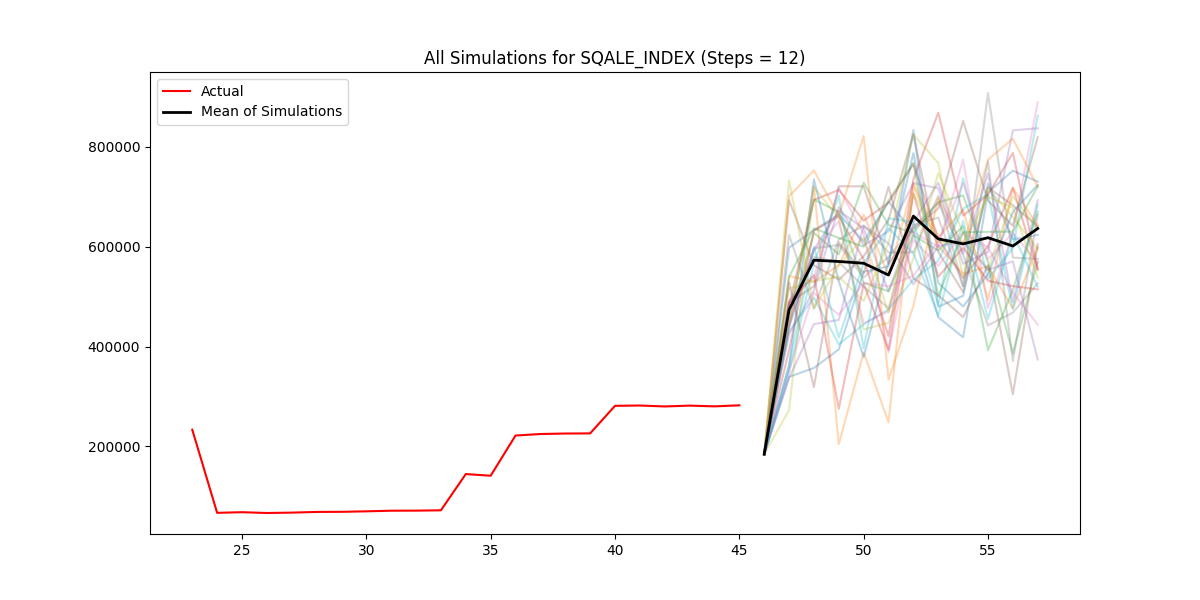 All Simulations for SQALE_INDEX (Steps = 12)
Actual
Mean of Simulations
800000
600000
400000
200000
25 30 35 40 45 50 55